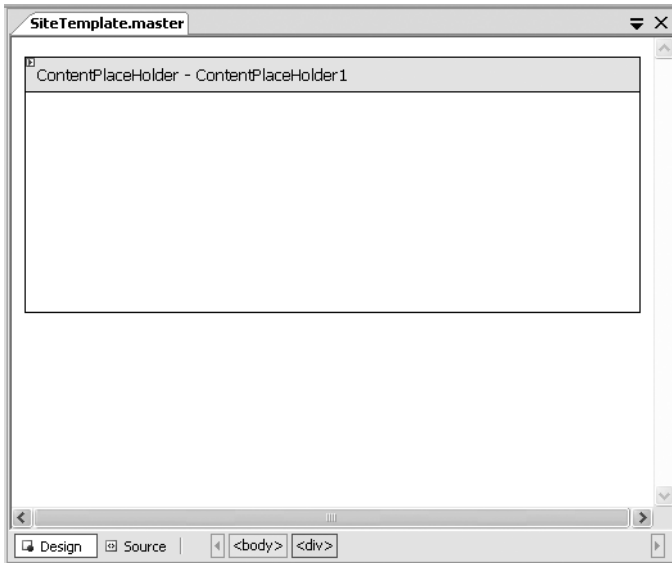 SiteTemplate.master
ContentPlaceHolder - ContentPlaceHolder1
Design Source <body> <div>